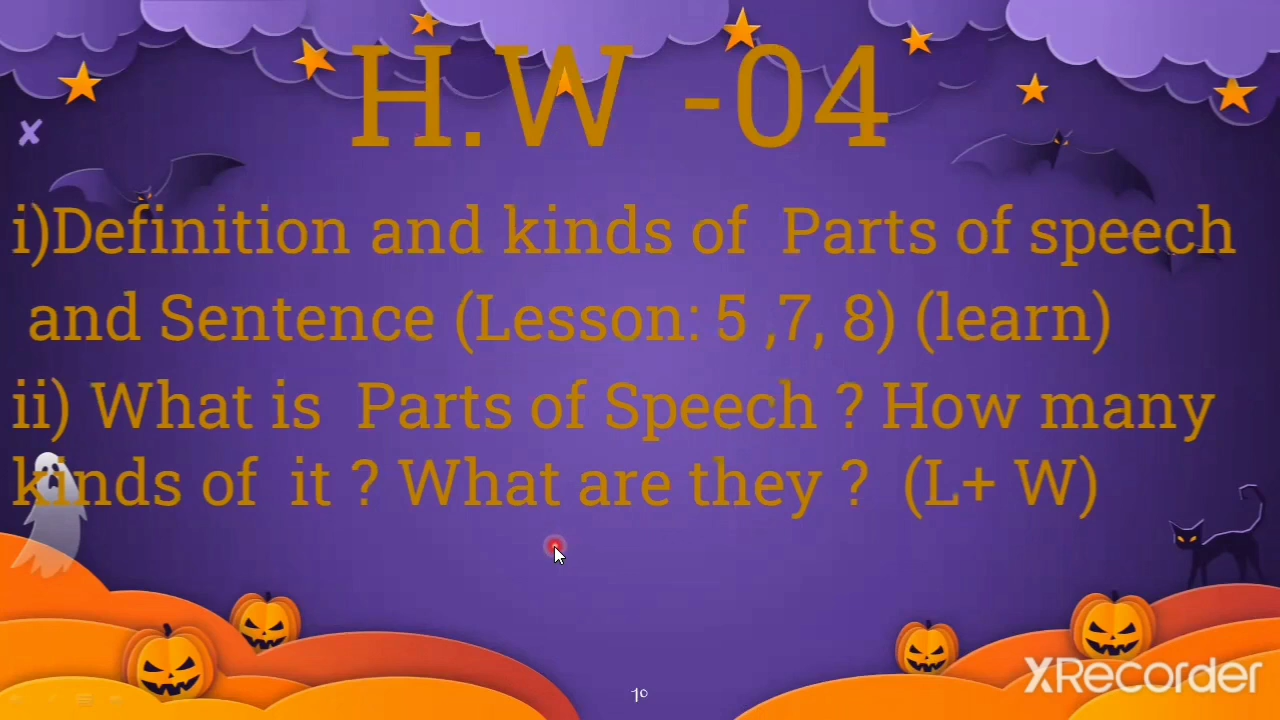 H.W -04
i)Definition and kinds of Parts of speech
and Sentence (Lesson: 5 ,7, 8) (learn)
ii) What is Parts of Speech ? How many
kinds of it ? What are they ? (L+ W)
XRecorder